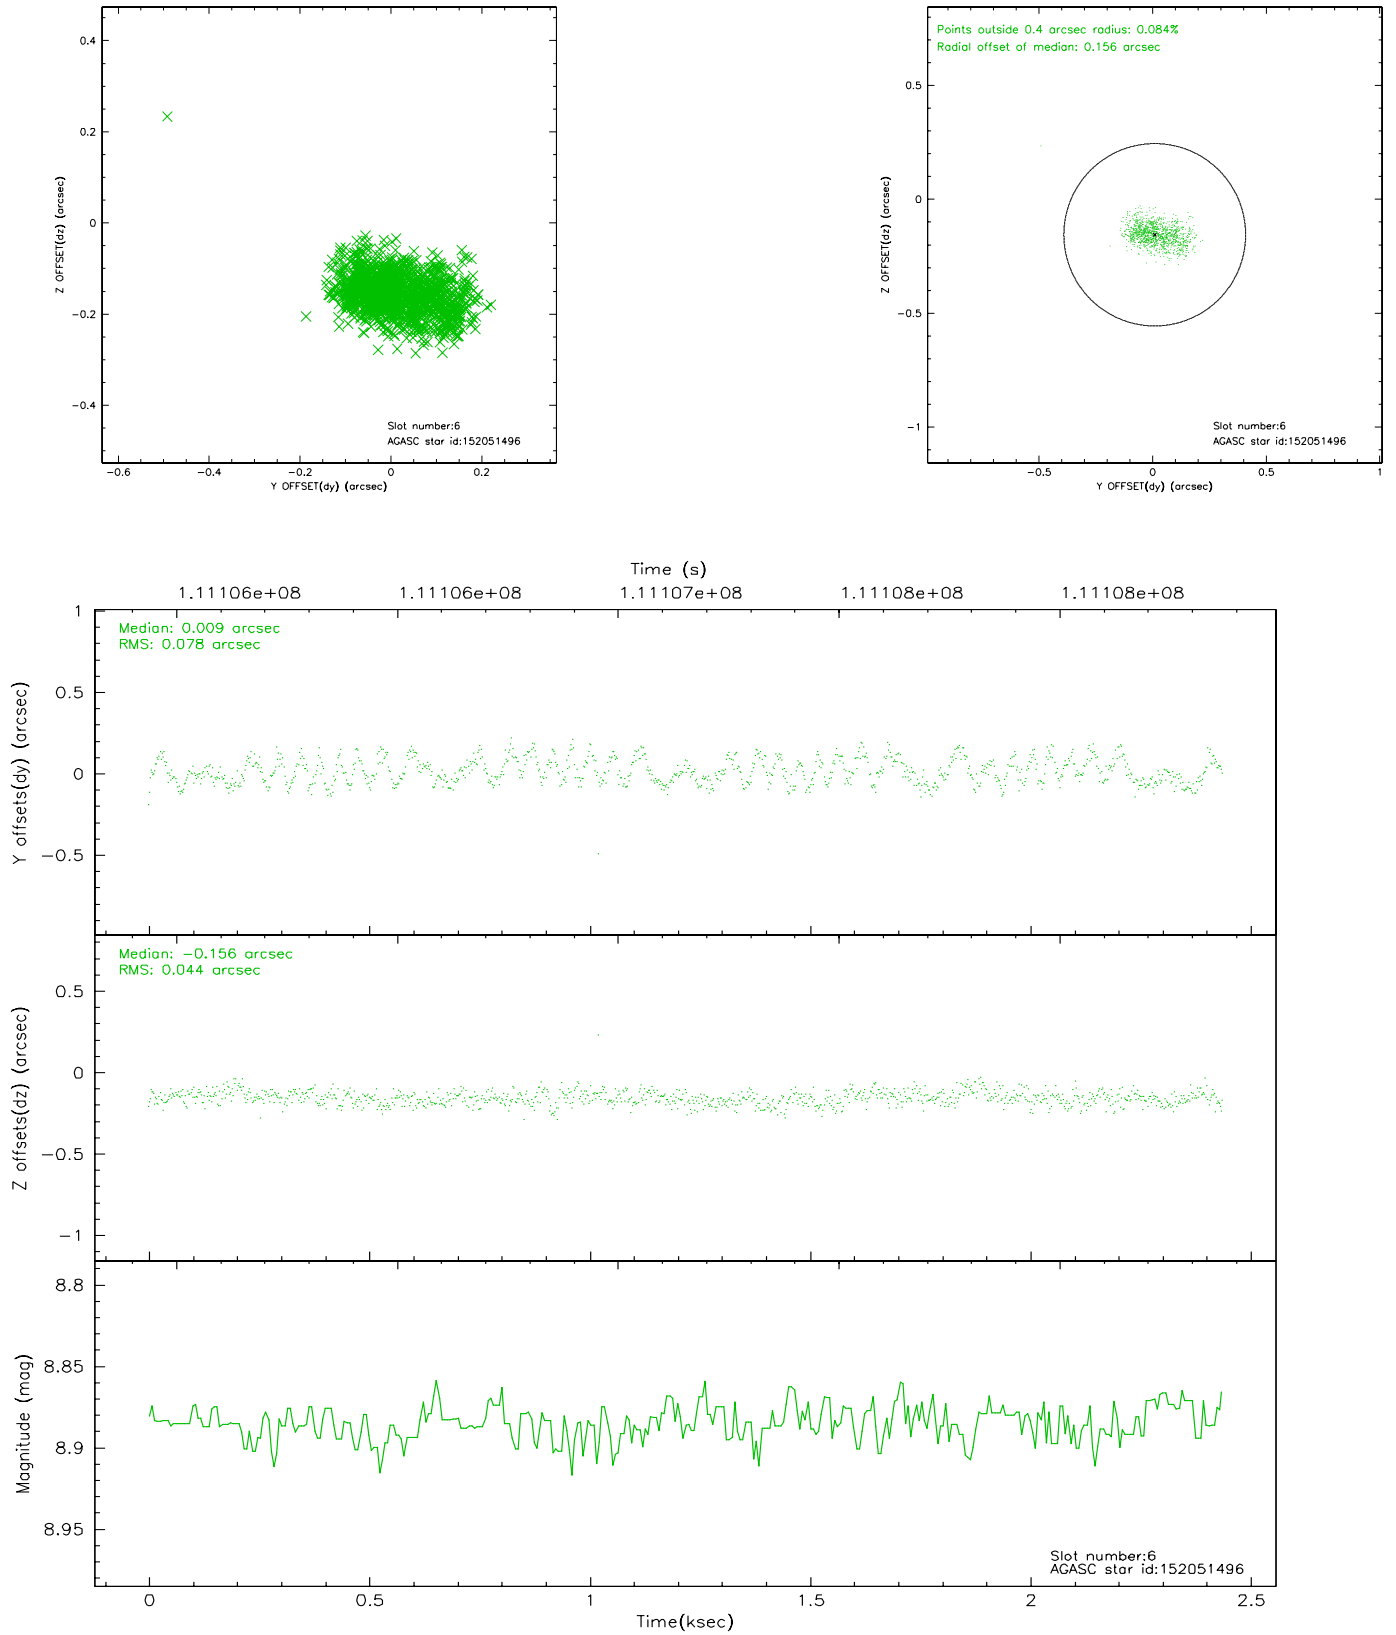 0.4
0.2
0
−0.2
−0.4
Z OFFSET(dz) (arcsec)
Slot number:6
AGASC star id:152051496
−0.6
−0.4
−0.2
0
0.2
Y OFFSET(dy) (arcsec)
Points outside 0.4 arcsec radius: 0.084%
Radial offset of median: 0.156 arcsec
0.5
0
−0.5
−1
Z OFFSET(dz) (arcsec)
Slot number:6
AGASC star id:152051496
−0.5
0
0.5
1
Y OFFSET(dy) (arcsec)
Time (s)
1.11106e+08
1.11106e+08
1.11107e+08
1.11108e+08
1.11108e+08
Median: 0.009 arcsec
RMS: 0.078 arcsec
1
0.5
0
−0.5
Y offsets(dy) (arcsec)
Median: −0.156 arcsec
RMS: 0.044 arcsec
0.5
0
−0.5
−1
Z offsets(dz) (arcsec)
8.8
8.85
8.9
8.95
Magnitude (mag)
Slot number:6
AGASC star id:152051496
0
0.5
1
1.5
2
2.5
Time(ksec)